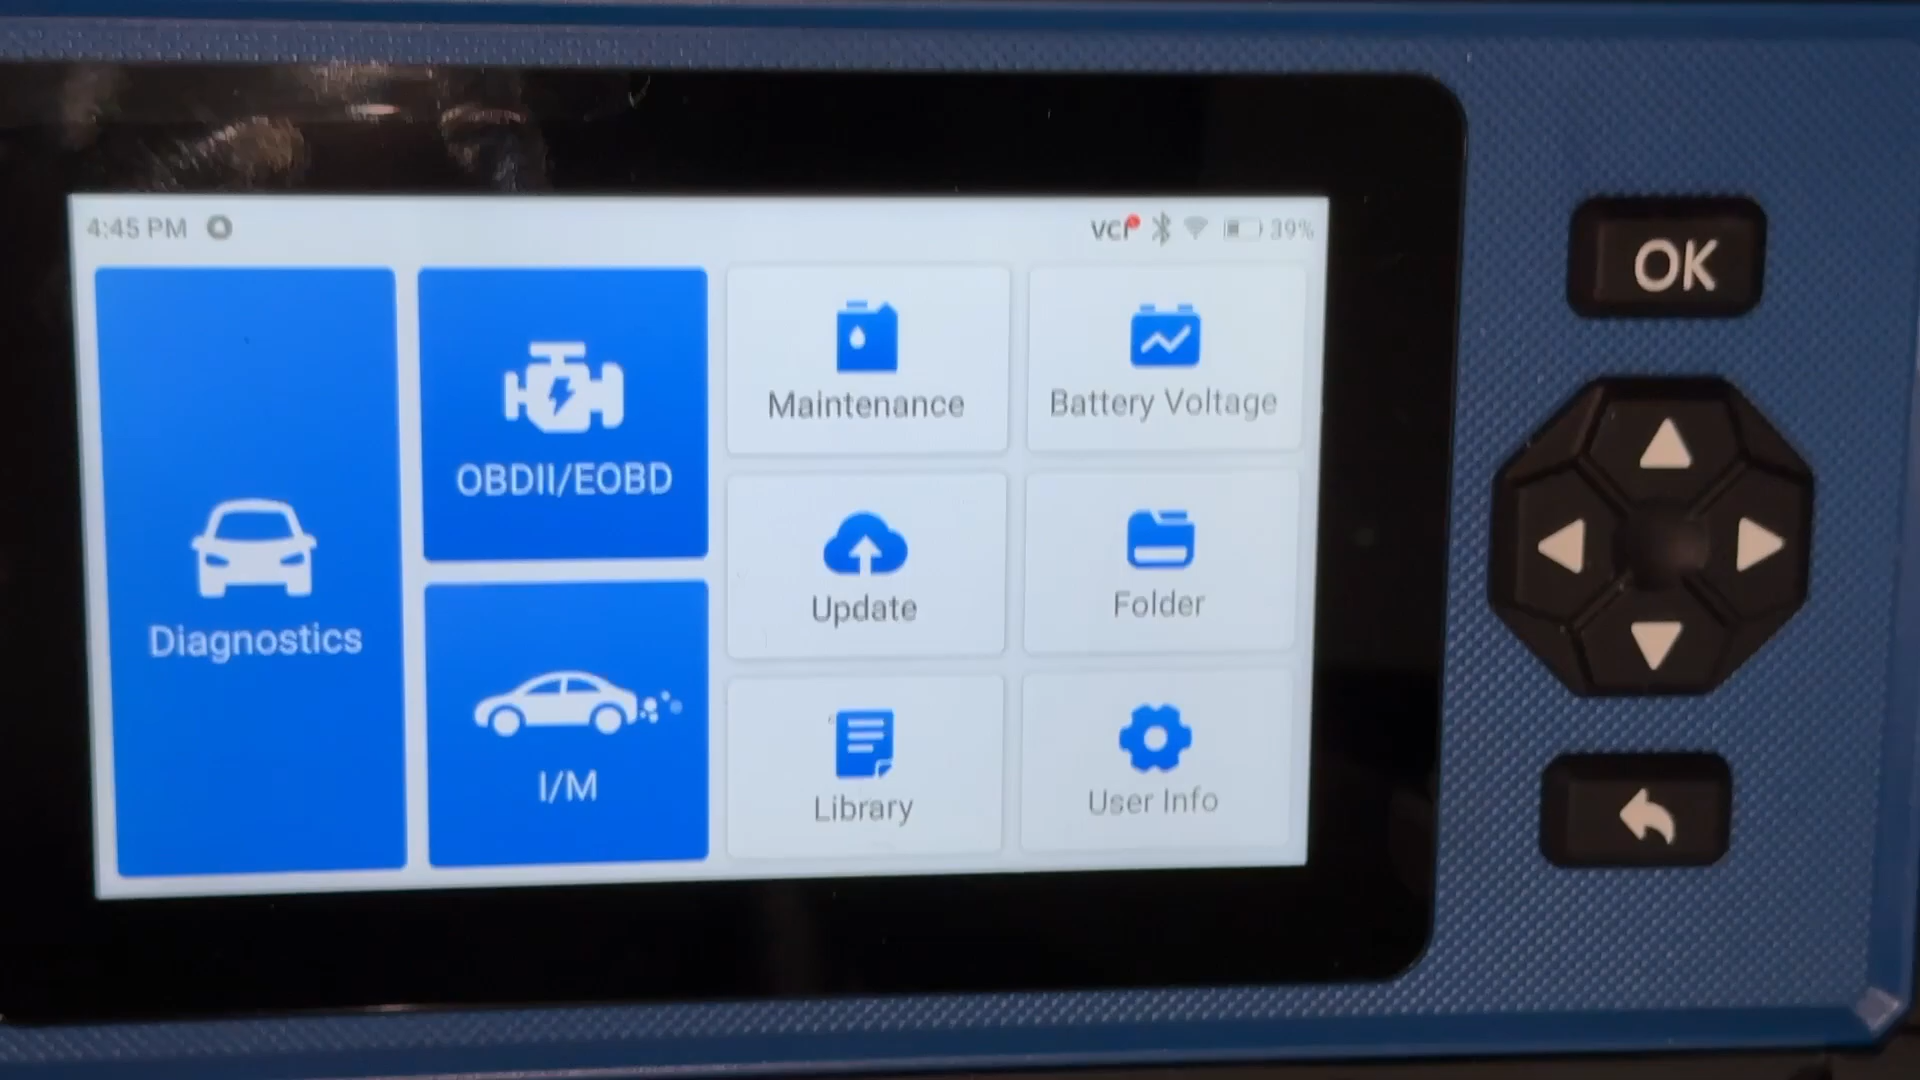 4:45 PM VCI 39%
Diagnostics
OBDII/EOBD
I/M
Maintenance
Battery Voltage
Update
Folder
Library
User Info
OK